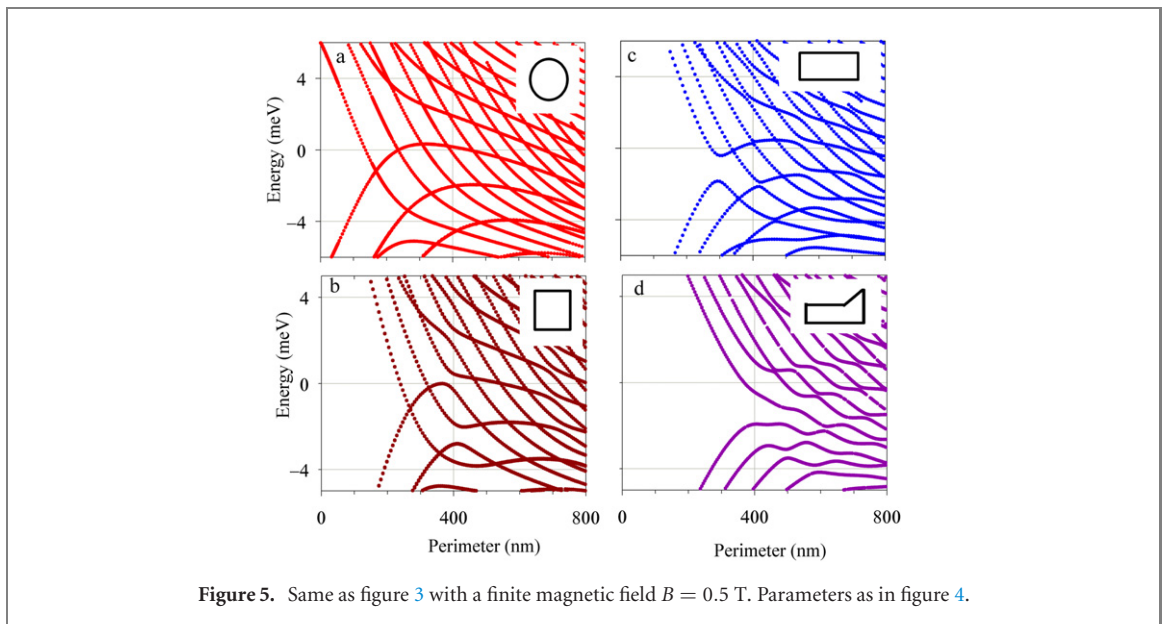 a
4
0
−4
Energy (meV)
c
b
4
0
−4
Energy (meV)
0
400
800
Perimeter (nm)
d
0
400
800
Perimeter (nm)
Figure 5. Same as figure 3 with a finite magnetic field B = 0.5 T. Parameters as in figure 4.